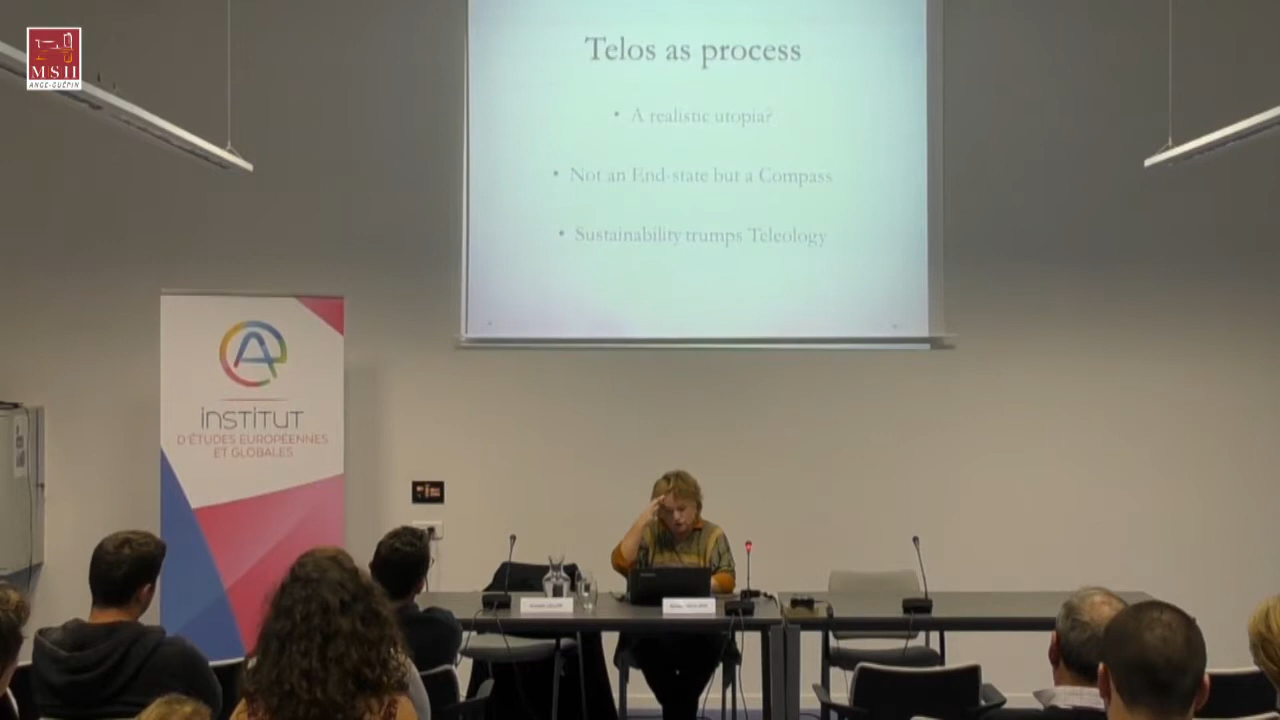 MSH
ANGE-GUÉPIN
Telos as process
• A realistic utopia?
• Not an End-state but a Compass
• Sustainability trumps Teleology
institut
D'ÉTUDES EUROPÉENNES
ET GLOBALES